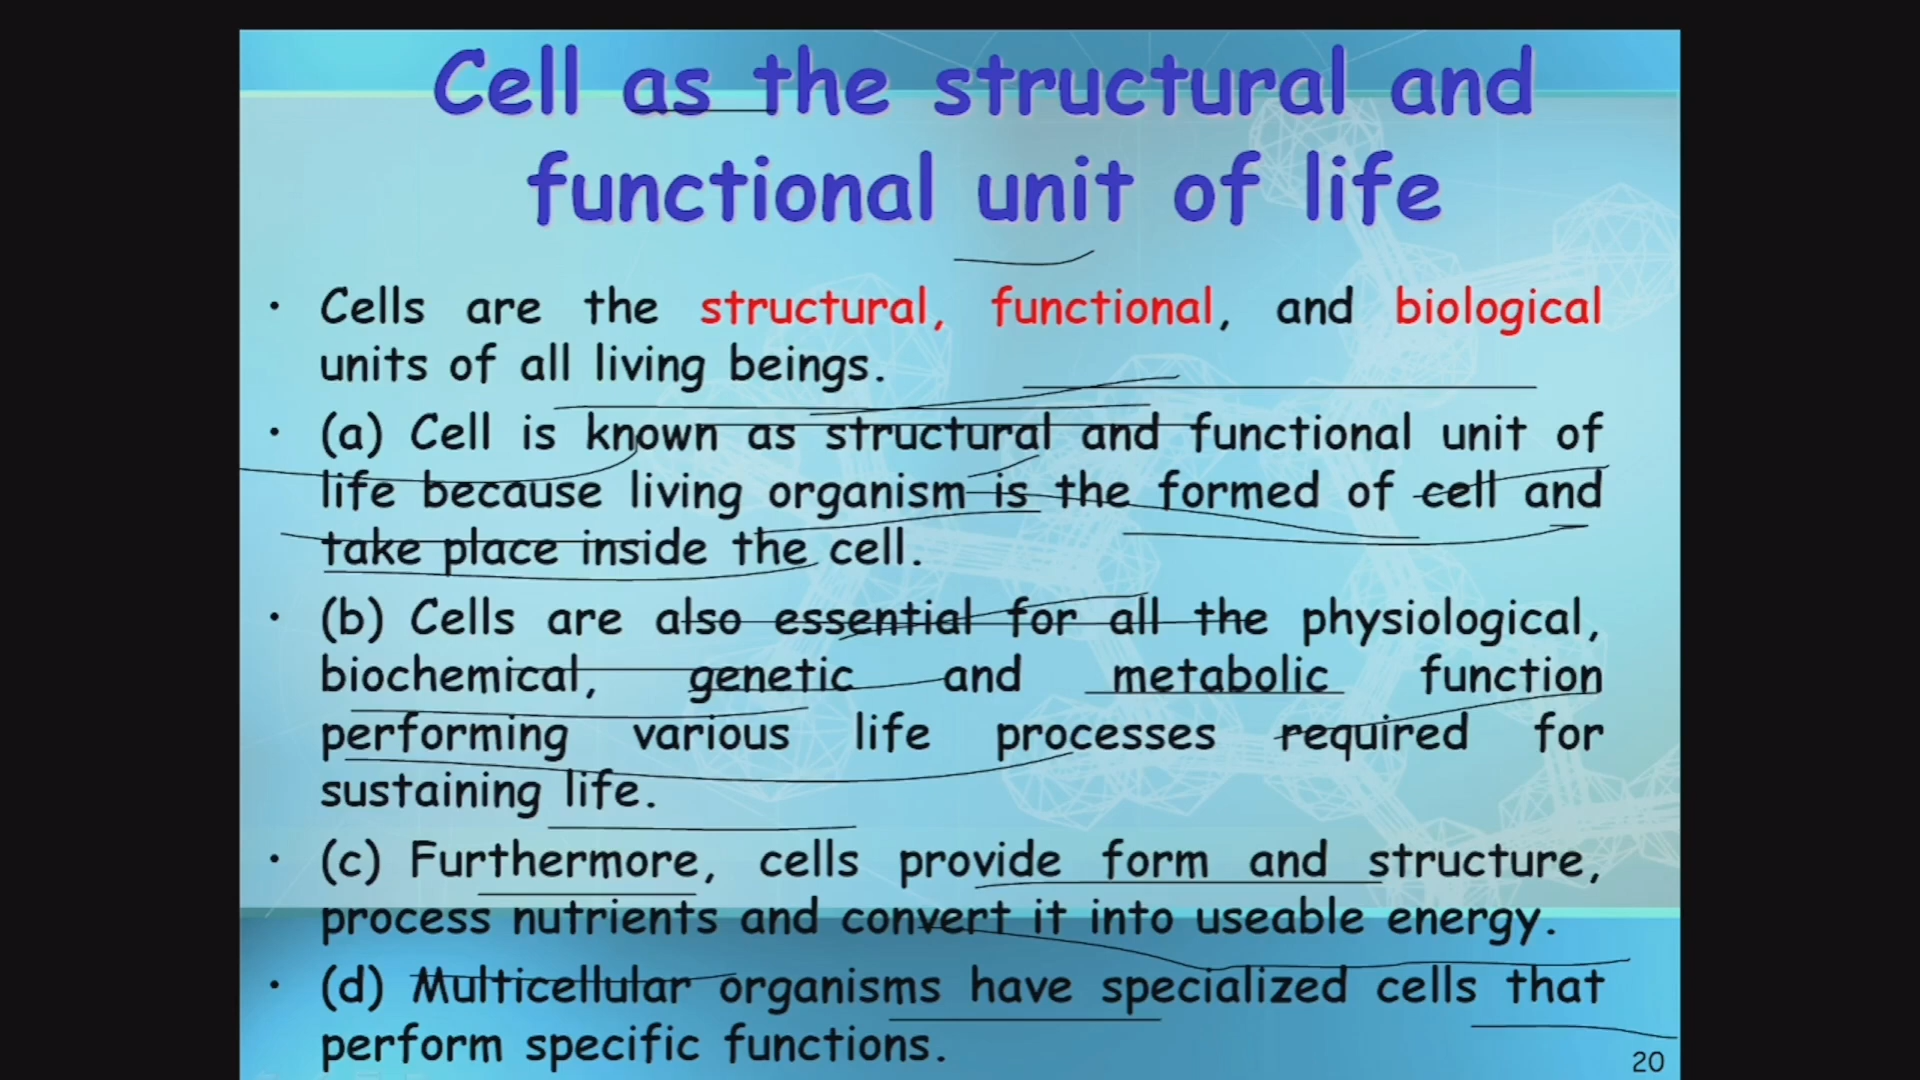 Cell as the structural and
functional unit of life
• Cells are the structural, functional, and biological
units of all living beings.
• (a) Cell is known as structural and functional unit of
life because living organism is the formed of cell and
take place inside the cell.
• (b) Cells are also essential for all the physiological,
biochemical, genetic and metabolic function
performing various life processes required for
sustaining life.
• (c) Furthermore, cells provide form and structure,
process nutrients and convert it into useable energy.
• (d) Multicellular organisms have specialized cells that
perform specific functions.
20